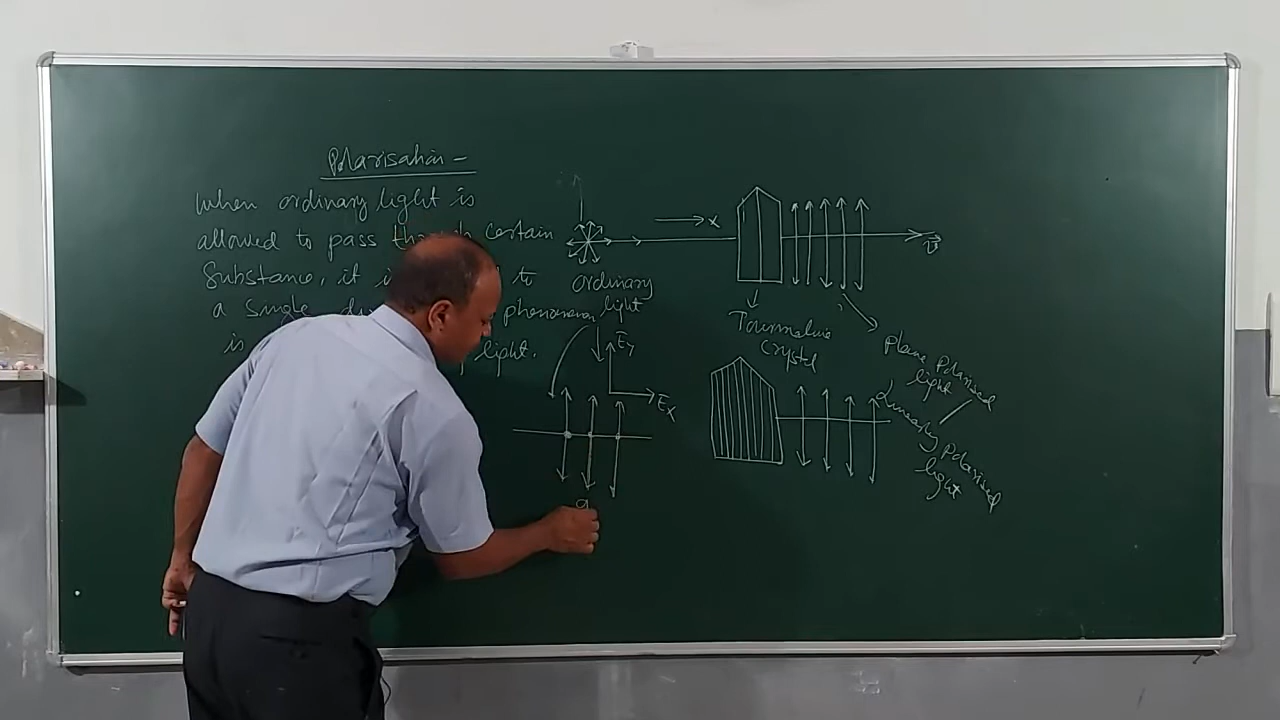 Polarisation -
When ordinary light is
allowed to pass through certain
Substance, it i to
a single phenomenon
is light.
ordinary
light
x
v
Tourmaline
Crystal
Plane Polarised
light
Linearly Polarised
light
Ey
Ex